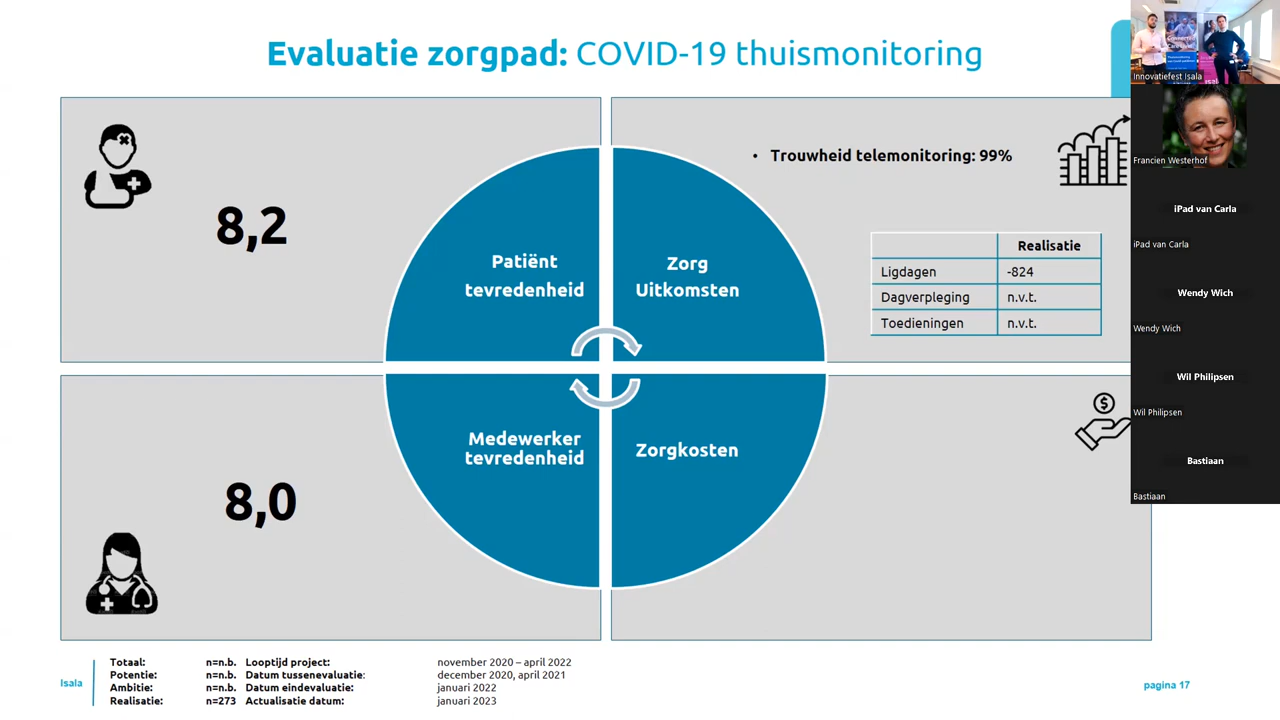 Evaluatie zorgpad: COVID-19 thuismonitoring
8,2
Patiënt
tevredenheid
Zorg
Uitkomsten
• Trouwheid telemonitoring: 99%
Realisatie
Ligdagen -824
Dagverpleging n.v.t.
Toedieningen n.v.t.
8,0
Medewerker
tevredenheid
Zorgkosten
$
Isala
Totaal: n=n.b. Looptijd project: november 2020 – april 2022
Potentie: n=n.b. Datum tussenevaluatie: december 2020, april 2021
Ambitie: n=n.b. Datum eindevaluatie: januari 2022
Realisatie: n=273 Actualisatie datum: januari 2023
pagina 17
Innovatiefest Isala
Francien Westerhof
iPad van Carla
iPad van Carla
Wendy Wich
Wendy Wich
Wil Philipsen
Wil Philipsen
Bastiaan
Bastiaan